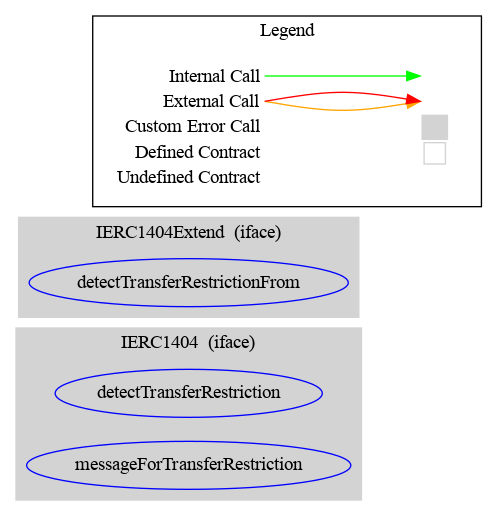 Legend
Internal Call
External Call
Custom Error Call
Defined Contract
Undefined Contract
IERC1404Extend (iface)
detectTransferRestrictionFrom
IERC1404 (iface)
detectTransferRestriction
messageForTransferRestriction